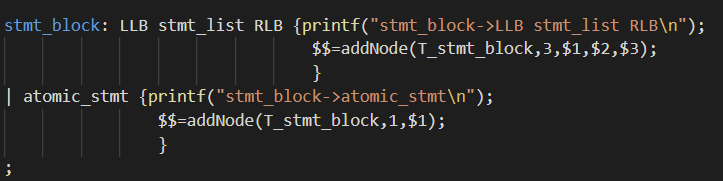 stmt_block: LLB stmt_list RLB {printf("stmt_block->LLB stmt_list RLB\n");
$$=addNode(T_stmt_block,3,$1,$2,$3);
}
| atomic_stmt {printf("stmt_block->atomic_stmt\n");
$$=addNode(T_stmt_block,1,$1);
}
;